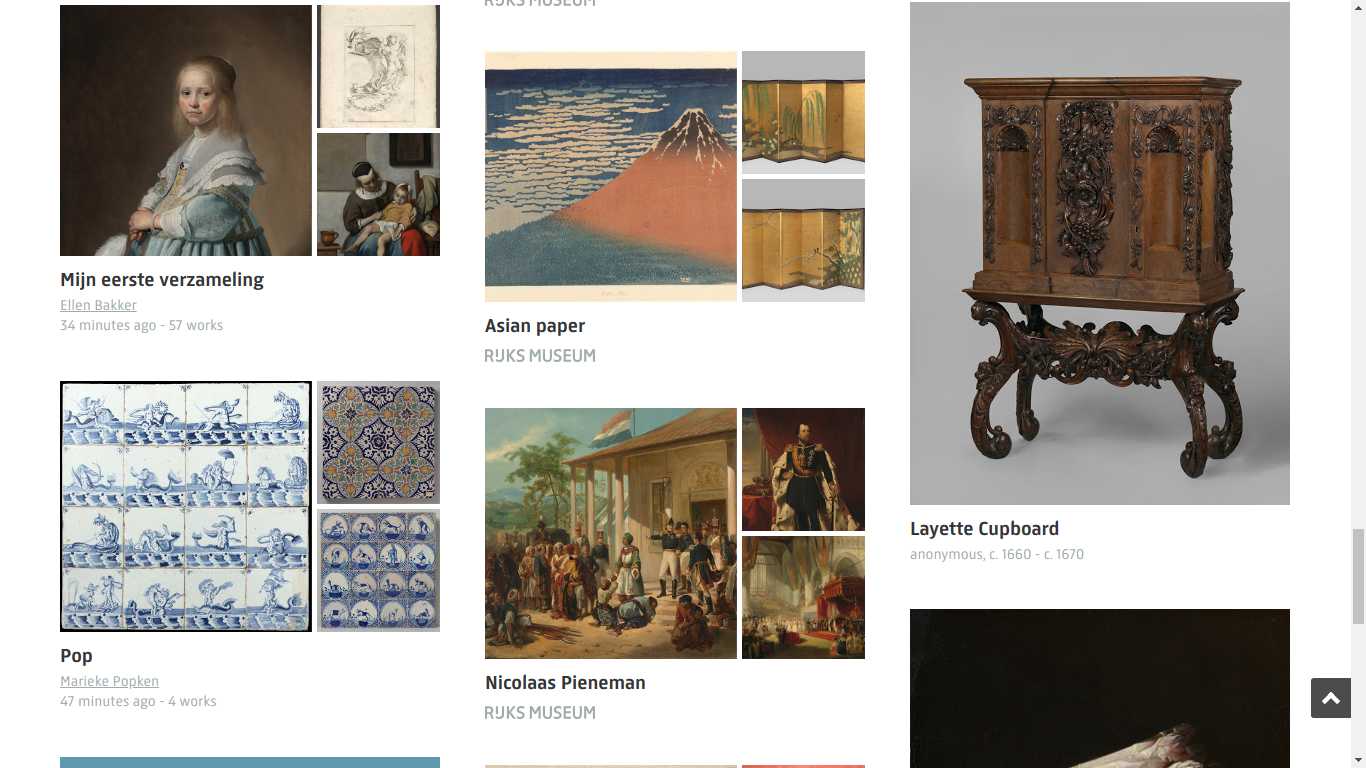 Mijn eerste verzameling
Ellen Bakker
34 minutes ago - 57 works
Pop
Marieke Popken
47 minutes ago - 4 works
RIJKS MUSEUM
Asian paper
RIJKS MUSEUM
Nicolaas Pieneman
RIJKS MUSEUM
Layette Cupboard
anonymous, c. 1660 - c. 1670